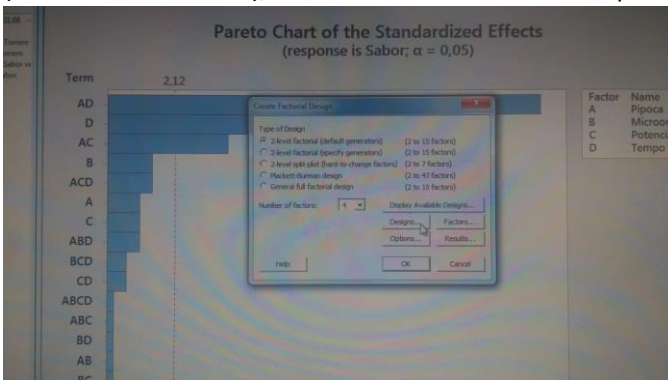 Pareto Chart of the Standardized Effects
(response is Sabor; α = 0,05)
Term
2,12
AD
D
AC
B
ACD
A
C
ABD
BCD
CD
ABCD
ABC
BD
AB
BC
Factor Name
A Pipoca
B
C
D Tempo
Create Factorial Design
Type of Design
2-level factorial (default generators) (2 to 15 factors)
2-level factorial (specify generators) (2 to 15 factors)
2-level split-plot (hard-to-change factors) (2 to 7 factors)
Plackett-Burman design (2 to 47 factors)
General full factorial design (2 to 15 factors)
Number of factors: 4 Display Available Designs...
Designs... Factors...
Options... Results...
Help OK Cancel